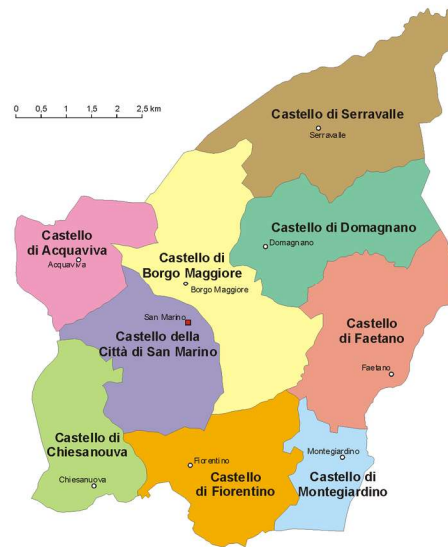 0 0,5 1,5 2,5 km
Castello di Serravalle
Serravalle
Castello
di Acquaviva
Acquaviva
Castello di Domagnano
Domagnano
Castello di
Borgo Maggiore
Borgo Maggiore
San Marino
Castello della
Città di San Marino
Castello
di Faetano
Faetano
Castello di
Chiesanouva
Chiesanuova
Fiorentino
Castello
di Fiorentino
Montegiardino
Castello di
Montegiardino